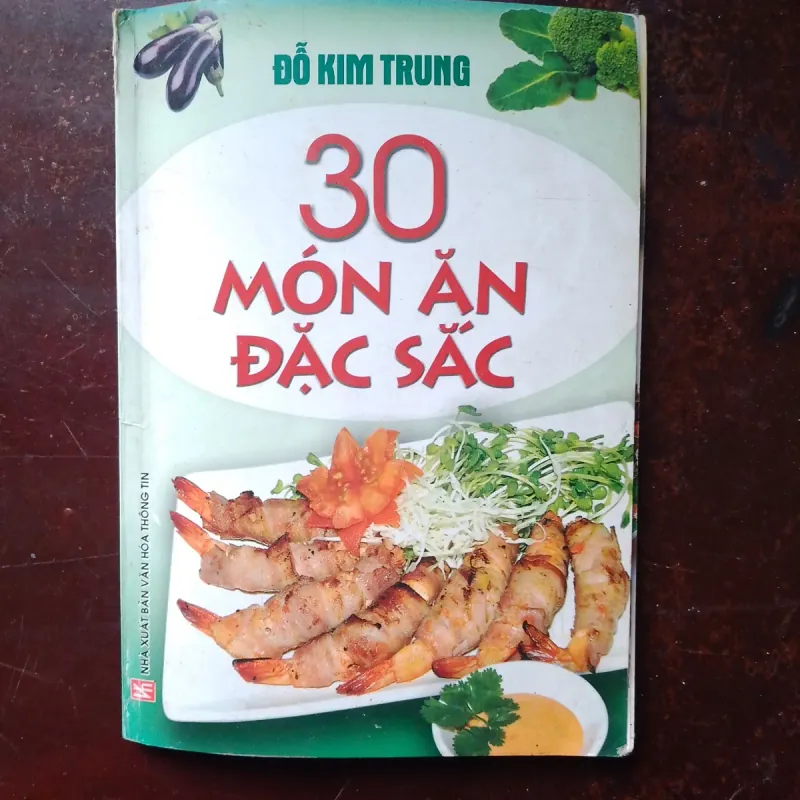 ĐỖ KIM TRUNG
30
MÓN ĂN
ĐẶC SẮC
NHÀ XUẤT BẢN VĂN HÓA THÔNG TIN